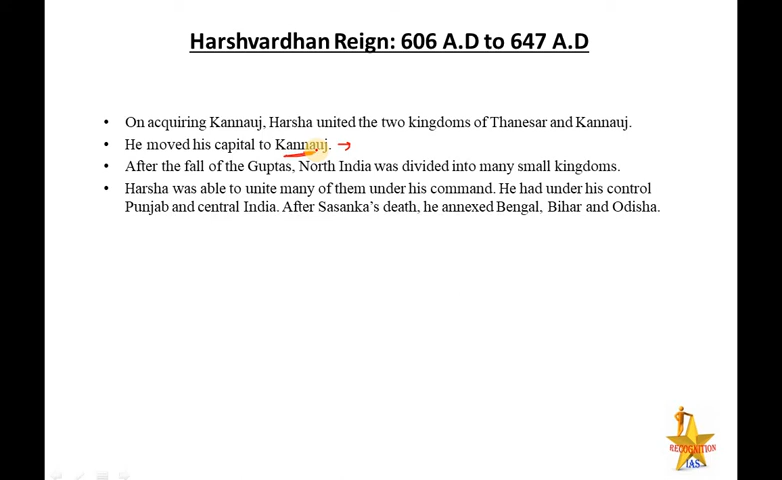 Harshvardhan Reign: 606 A.D to 647 A.D
• On acquiring Kannauj, Harsha united the two kingdoms of Thanesar and Kannauj.
• He moved his capital to Kannauj. →
• After the fall of the Guptas, North India was divided into many small kingdoms.
• Harsha was able to unite many of them under his command. He had under his control
Punjab and central India. After Sasanka's death, he annexed Bengal, Bihar and Odisha.
RECOGNITION
IAS